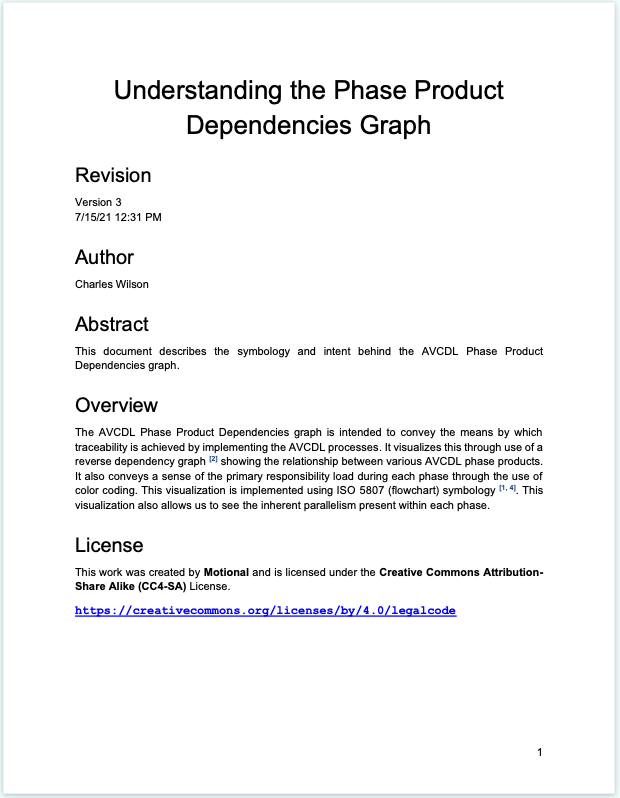 Understanding the Phase Product
Dependencies Graph
Revision
Version 3
7/15/21 12:31 PM
Author
Charles Wilson
Abstract
This document describes the symbology and intent behind the AVCDL Phase Product
Dependencies graph.
Overview
The AVCDL Phase Product Dependencies graph is intended to convey the means by which
traceability is achieved by implementing the AVCDL processes. It visualizes this through use of a
reverse dependency graph [2] showing the relationship between various AVCDL phase products.
It also conveys a sense of the primary responsibility load during each phase through the use of
color coding. This visualization is implemented using ISO 5807 (flowchart) symbology [1, 4]. This
visualization also allows us to see the inherent parallelism present within each phase.
License
This work was created by Motional and is licensed under the Creative Commons Attribution-
Share Alike (CC4-SA) License.
https://creativecommons.org/licenses/by/4.0/legalcode
1